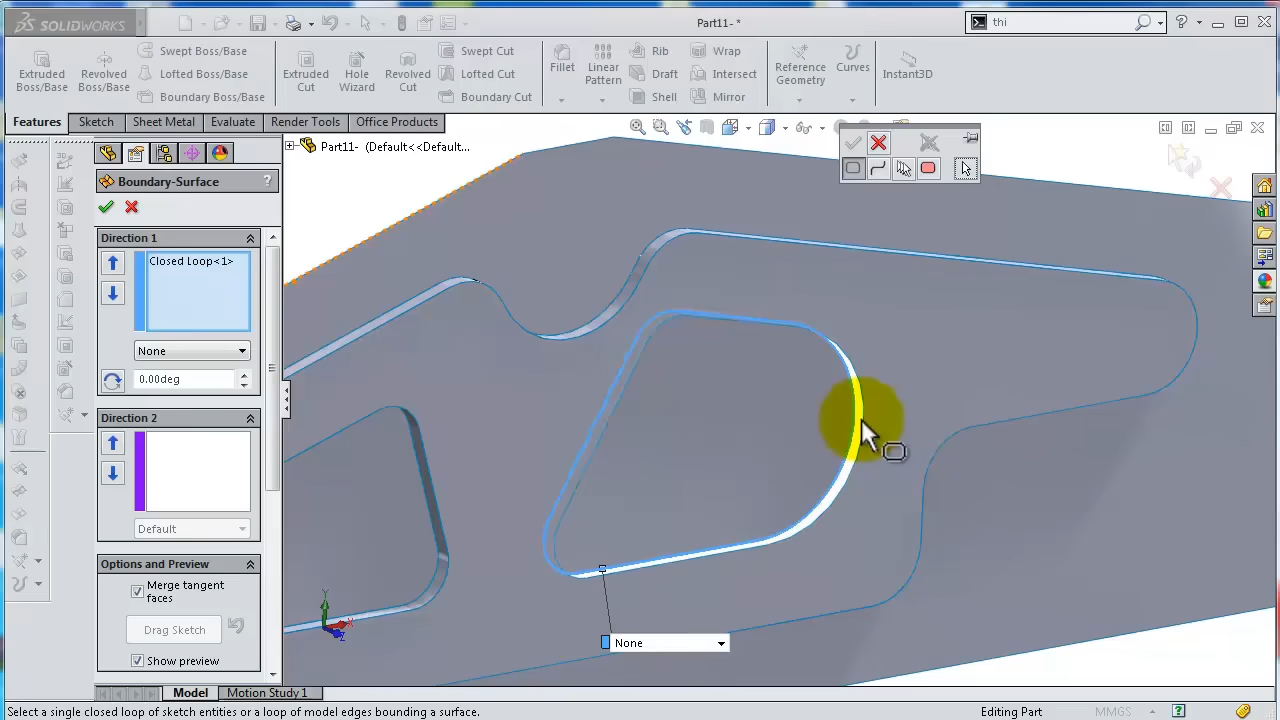 SOLIDWORKS
Part11- *
thi
Extruded Boss/Base
Revolved Boss/Base
Swept Boss/Base
Lofted Boss/Base
Boundary Boss/Base
Extruded Cut
Hole Wizard
Revolved Cut
Swept Cut
Lofted Cut
Boundary Cut
Fillet
Linear Pattern
Rib
Draft
Shell
Wrap
Intersect
Mirror
Reference Geometry
Curves
Instant3D
Features
Sketch
Sheet Metal
Evaluate
Render Tools
Office Products
Part11- (Default<<Default...
Boundary-Surface
?
Direction 1
Closed Loop<1>
None
0.00deg
Direction 2
Default
Options and Preview
Merge tangent
faces
Drag Sketch
Show preview
None
Y
X
Z
Model
Motion Study 1
Select a single closed loop of sketch entities or a loop of model edges bounding a surface.
Editing Part
MMGS